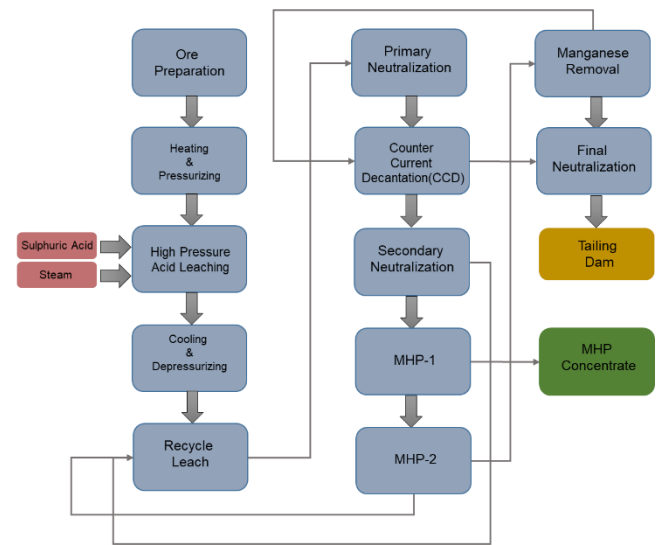 Ore
Preparation
Heating
&
Pressurizing
Sulphuric Acid
Steam
High Pressure
Acid Leaching
Cooling
&
Depressurizing
Recycle
Leach
Primary
Neutralization
Counter
Current
Decantation(CCD)
Secondary
Neutralization
MHP-1
MHP-2
Manganese
Removal
Final
Neutralization
Tailing
Dam
MHP
Concentrate